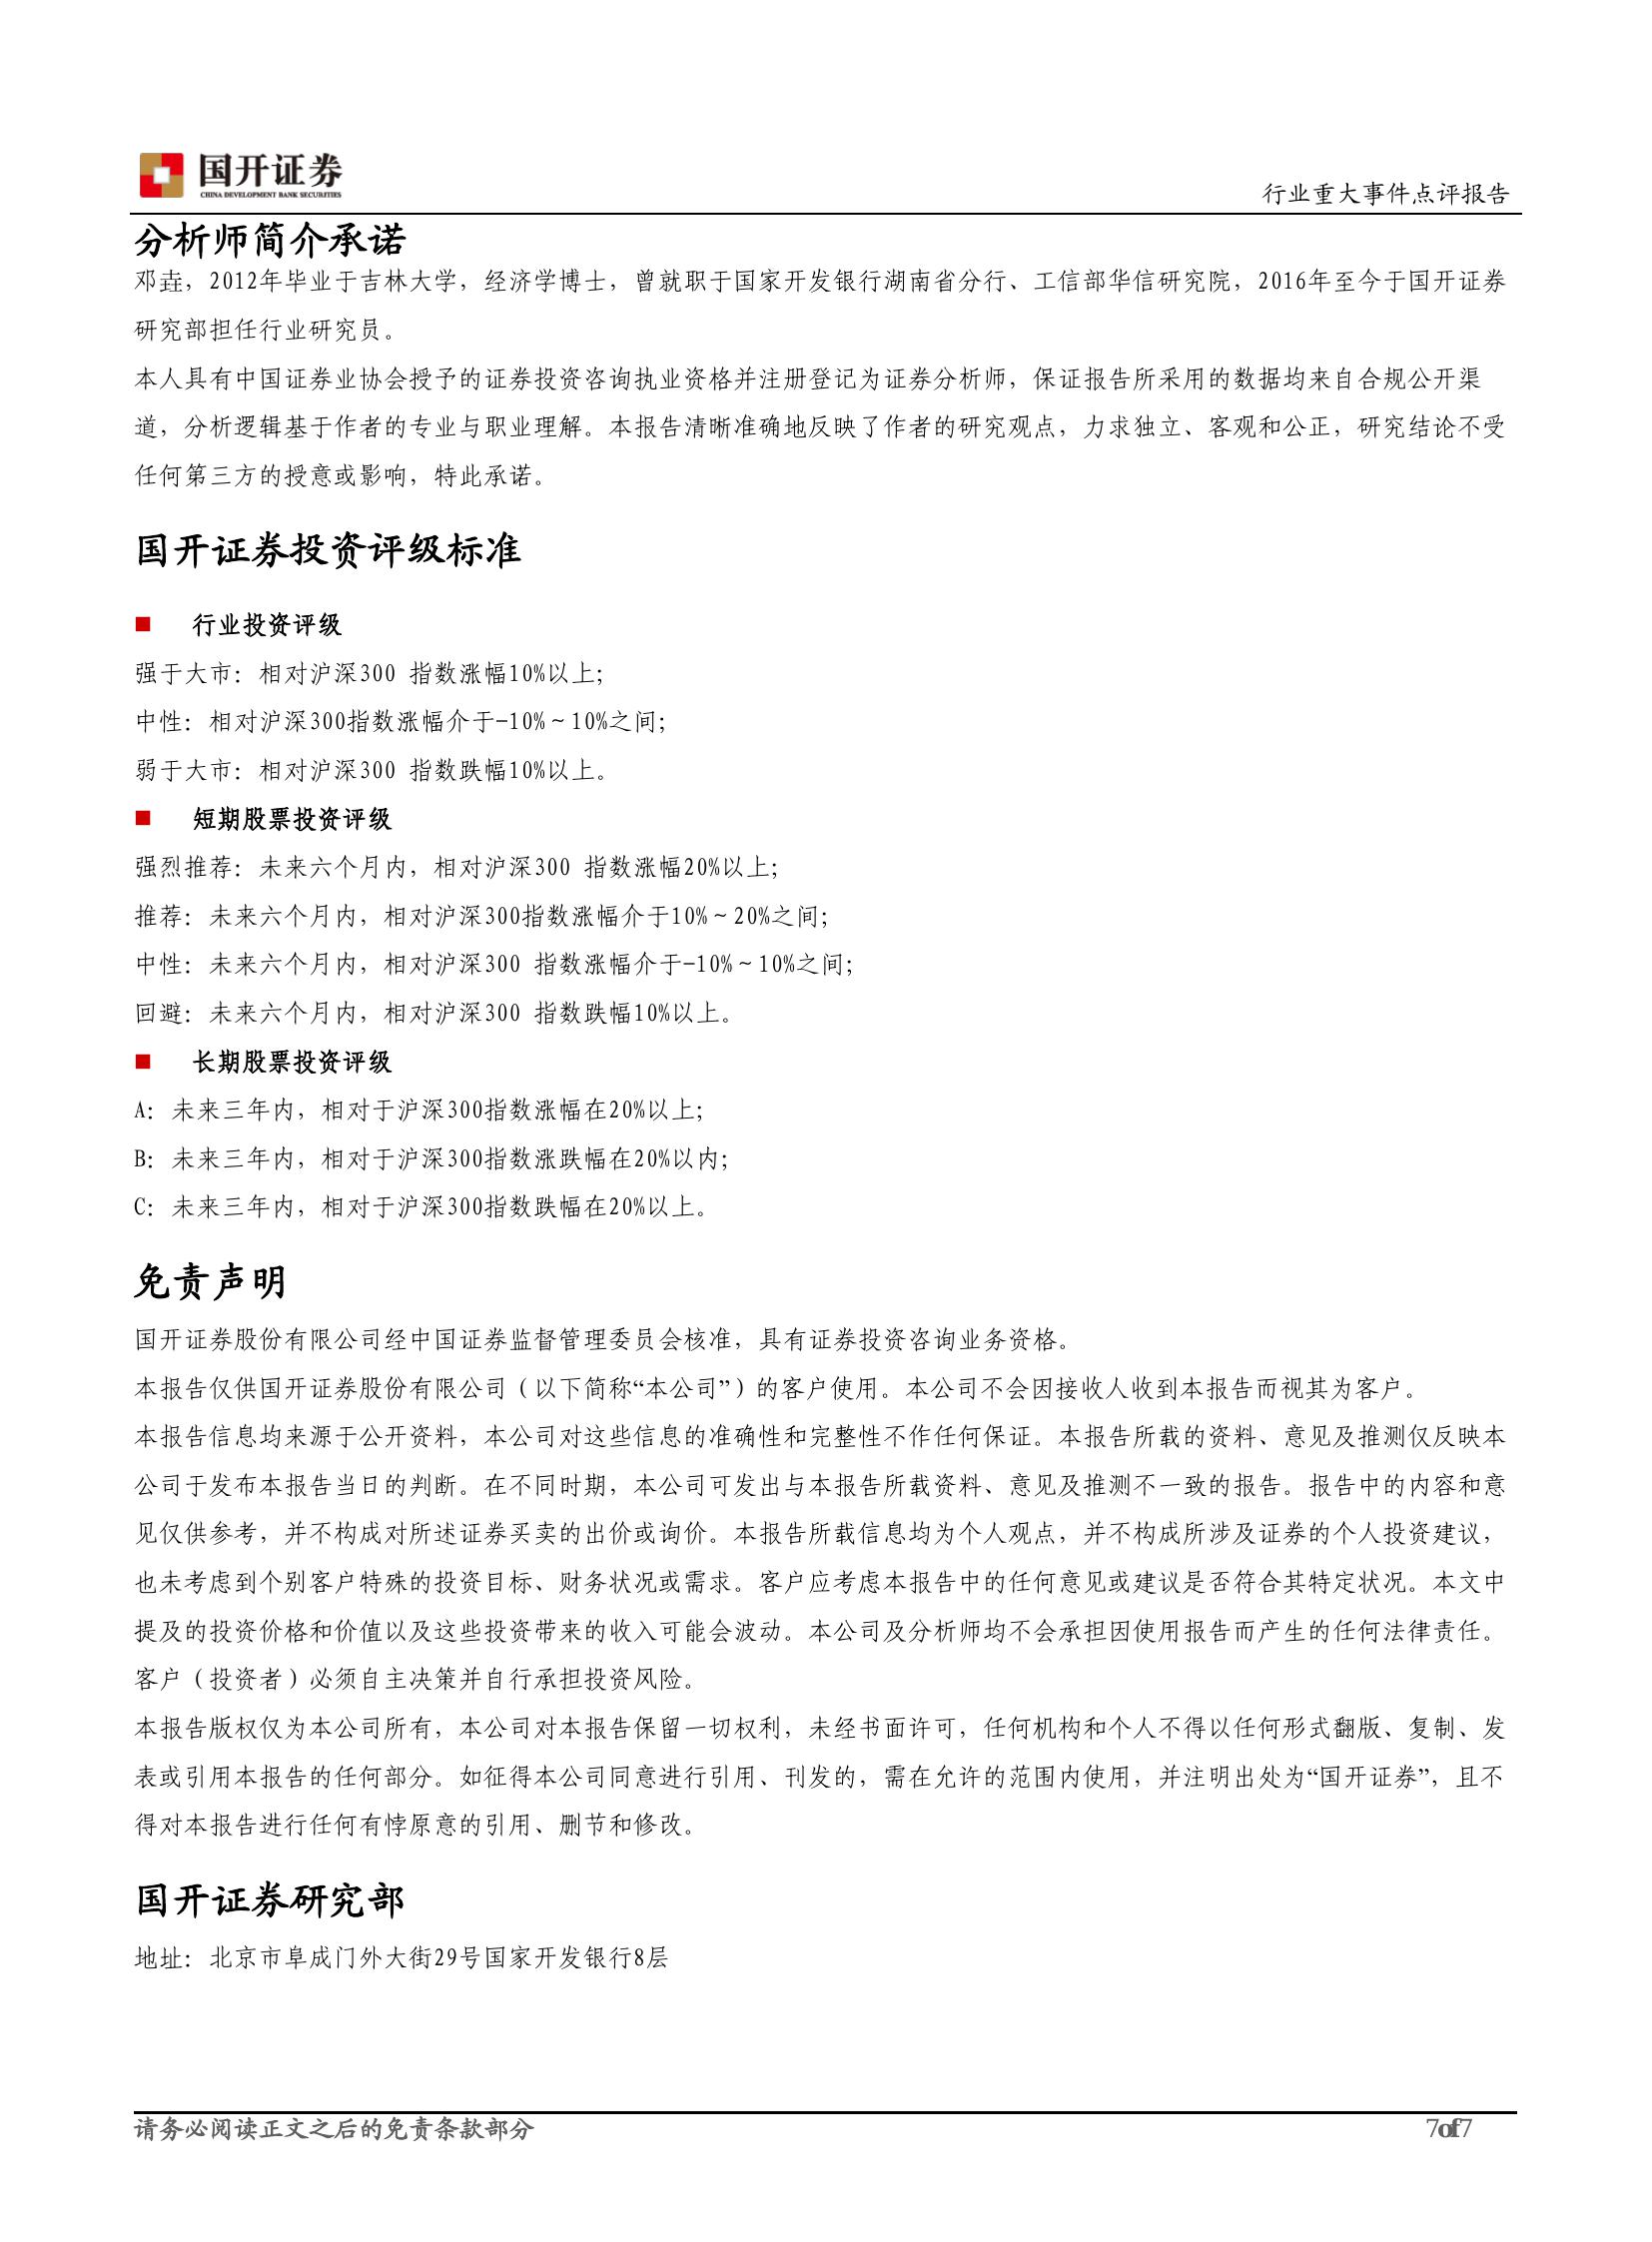 国开证券
CHINA DEVELOPMENT BANK SECURITIES
行业重大事件点评报告
分析师简介承诺
邓垚，2012年毕业于吉林大学，经济学博士，曾就职于国家开发银行湖南省分行、工信部华信研究院，2016年至今于国开证券
研究部担任行业研究员。
本人具有中国证券业协会授予的证券投资咨询执业资格并注册登记为证券分析师，保证报告所采用的数据均来自合规公开渠
道，分析逻辑基于作者的专业与职业理解。本报告清晰准确地反映了作者的研究观点，力求独立、客观和公正，研究结论不受
任何第三方的授意或影响，特此承诺。
国开证券投资评级标准
■ 行业投资评级
强于大市：相对沪深300 指数涨幅10%以上；
中性：相对沪深300指数涨幅介于-10%～10%之间；
弱于大市：相对沪深300 指数跌幅10%以上。
■ 短期股票投资评级
强烈推荐：未来六个月内，相对沪深300 指数涨幅20%以上；
推荐：未来六个月内，相对沪深300指数涨幅介于10%～20%之间；
中性：未来六个月内，相对沪深300 指数涨幅介于-10%～10%之间；
回避：未来六个月内，相对沪深300 指数跌幅10%以上。
■ 长期股票投资评级
A：未来三年内，相对于沪深300指数涨幅在20%以上；
B：未来三年内，相对于沪深300指数涨跌幅在20%以内；
C：未来三年内，相对于沪深300指数跌幅在20%以上。
免责声明
国开证券股份有限公司经中国证券监督管理委员会核准，具有证券投资咨询业务资格。
本报告仅供国开证券股份有限公司（以下简称“本公司”）的客户使用。本公司不会因接收人收到本报告而视其为客户。
本报告信息均来源于公开资料，本公司对这些信息的准确性和完整性不作任何保证。本报告所载的资料、意见及推测仅反映本
公司于发布本报告当日的判断。在不同时期，本公司可发出与本报告所载资料、意见及推测不一致的报告。报告中的内容和意
见仅供参考，并不构成对所述证券买卖的出价或询价。本报告所载信息均为个人观点，并不构成所涉及证券的个人投资建议，
也未考虑到个别客户特殊的投资目标、财务状况或需求。客户应考虑本报告中的任何意见或建议是否符合其特定状况。本文中
提及的投资价格和价值以及这些投资带来的收入可能会波动。本公司及分析师均不会承担因使用报告而产生的任何法律责任。
客户（投资者）必须自主决策并自行承担投资风险。
本报告版权仅为本公司所有，本公司对本报告保留一切权利，未经书面许可，任何机构和个人不得以任何形式翻版、复制、发
表或引用本报告的任何部分。如征得本公司同意进行引用、刊发的，需在允许的范围内使用，并注明出处为“国开证券”，且不
得对本报告进行任何有悖原意的引用、删节和修改。
国开证券研究部
地址：北京市阜成门外大街29号国家开发银行8层
请务必阅读正文之后的免责条款部分
7of7